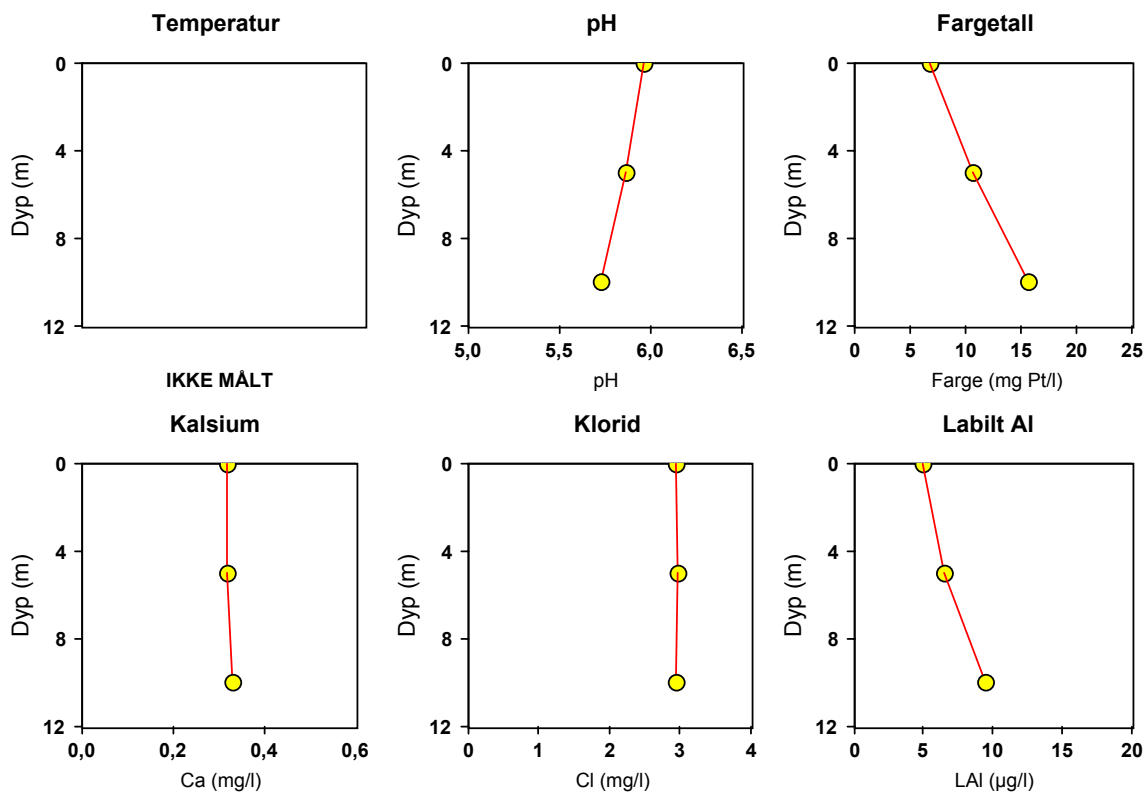 Temperatur
pH
Fargetall
0
4
8
12
Dyp (m)
IKKE MÅLT
0
4
8
12
Dyp (m)
5,0 5,5 6,0 6,5
pH
0
4
8
12
Dyp (m)
0 5 10 15 20 25
Farge (mg Pt/l)
Kalsium
Klorid
Labilt Al
0
4
8
12
Dyp (m)
0,0 0,2 0,4 0,6
Ca (mg/l)
0
4
8
12
Dyp (m)
0 1 2 3 4
Cl (mg/l)
0
4
8
12
Dyp (m)
0 5 10 15 20
LAl (µg/l)